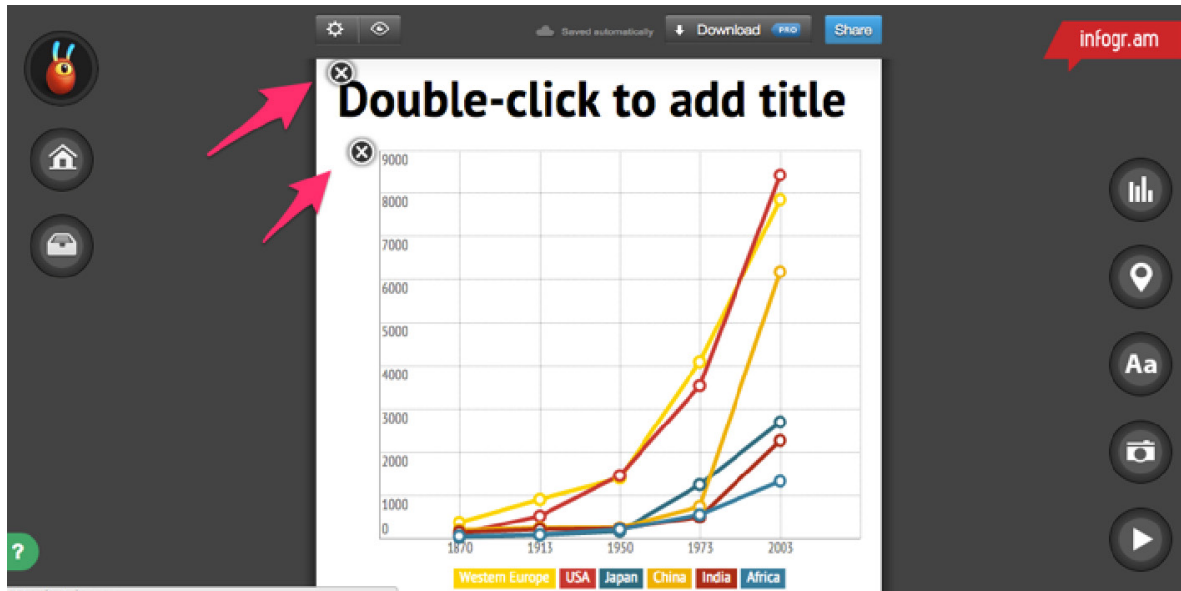 Saved automatically
Download PRO
Share
infogr.am
Double-click to add title
9000
8000
7000
6000
5000
4000
3000
2000
1000
0
1870 1913 1950 1973 2003
Western Europe USA Japan China India Africa
Aa
?